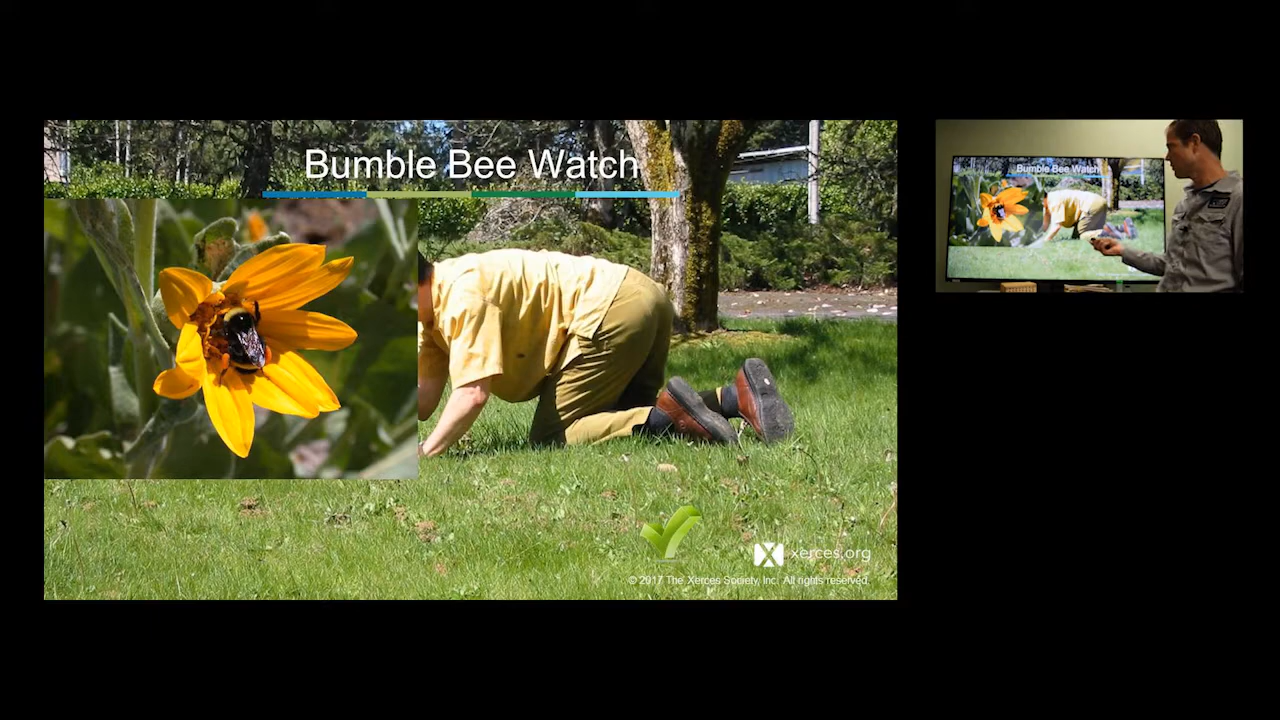 Bumble Bee Watch
xerces.org
© 2017 The Xerces Society, Inc. All rights reserved.
Bumble Bee Watch